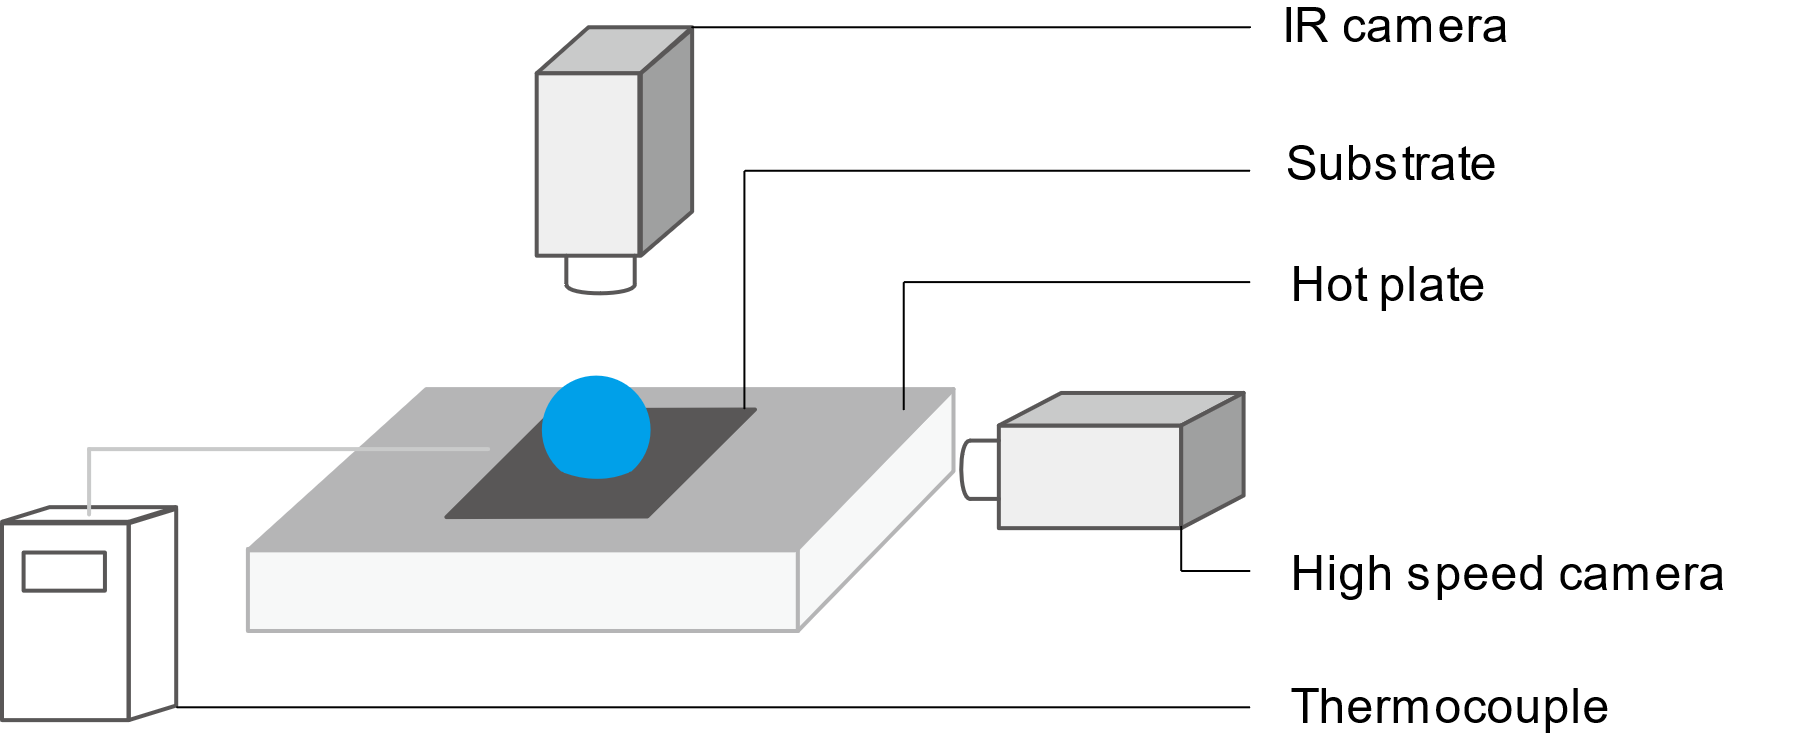 IR camera
Substrate
Hot plate
High speed camera
Thermocouple